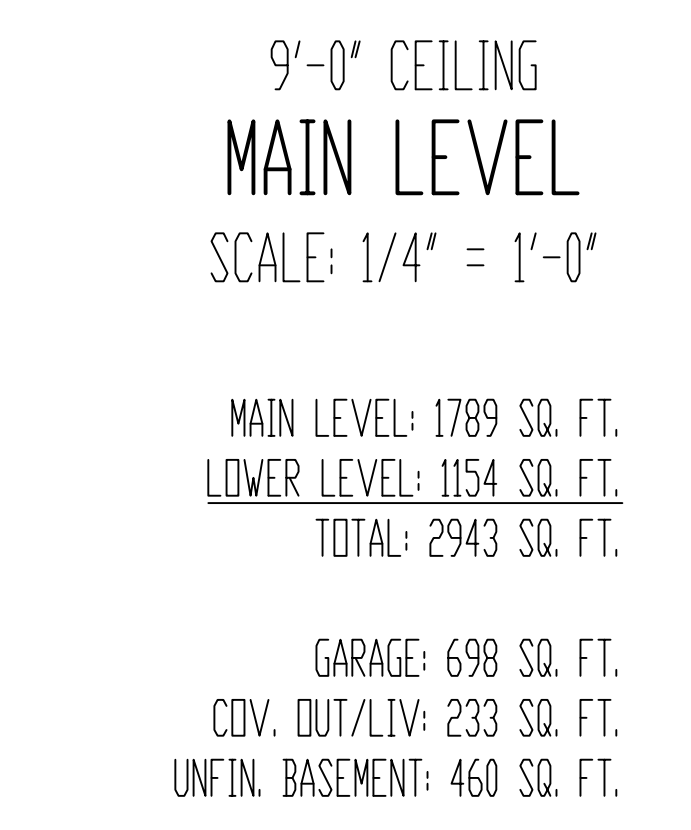 9'-0" CEILING
MAIN LEVEL
SCALE: 1/4" = 1'-0"
MAIN LEVEL: 1789 SQ. FT.
LOWER LEVEL: 1154 SQ. FT.
TOTAL: 2943 SQ. FT.
GARAGE: 698 SQ. FT.
COV. OUT/LIV: 233 SQ. FT.
UNFIN. BASEMENT: 460 SQ. FT.